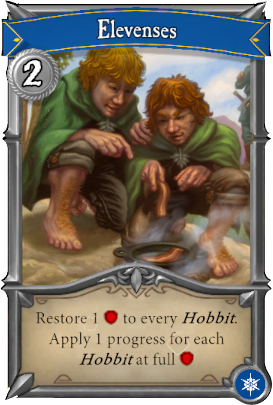 Elevenses
2
Restore 1 to every Hobbit.
Apply 1 progress for each
Hobbit at full